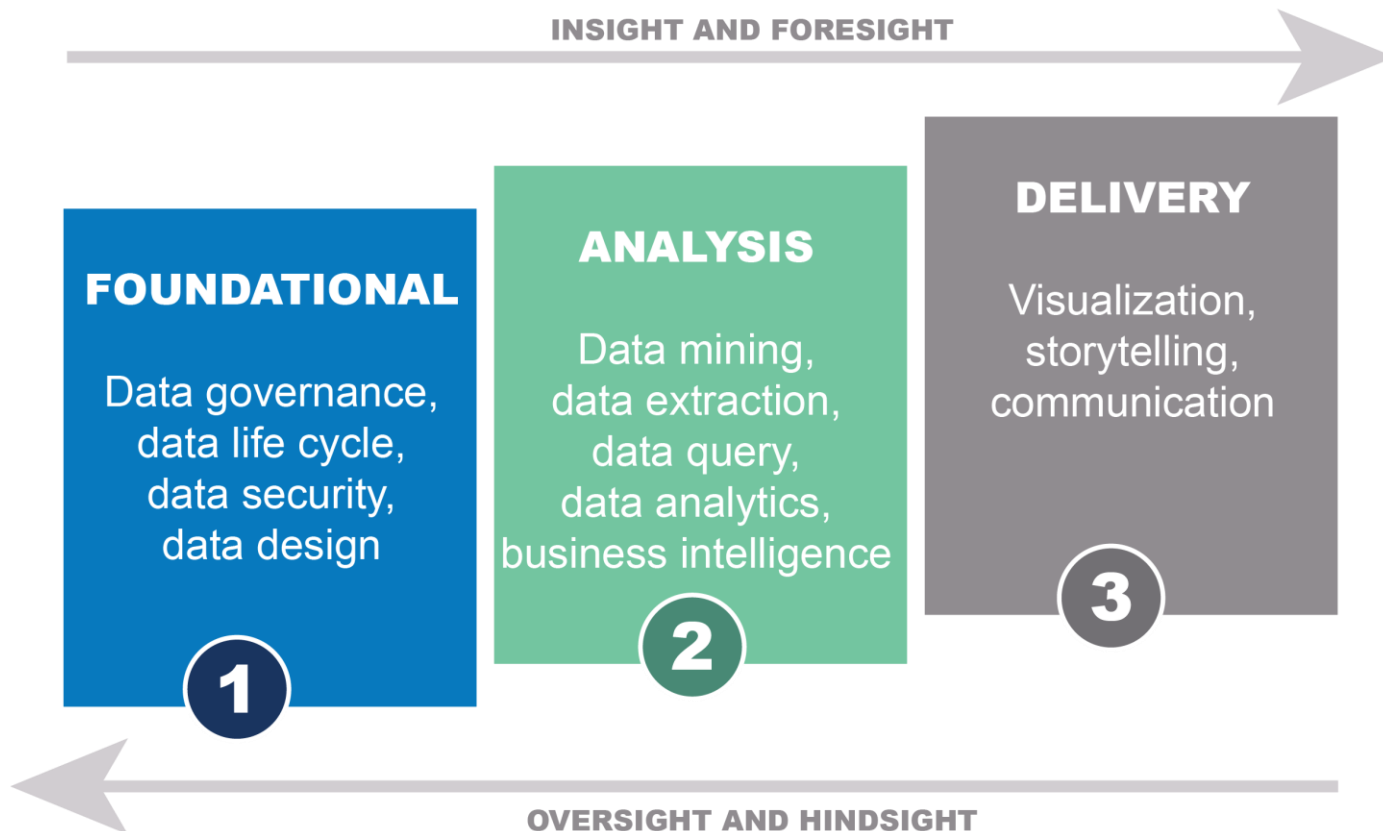 INSIGHT AND FORESIGHT
FOUNDATIONAL
Data governance,
data life cycle,
data security,
data design
1
ANALYSIS
Data mining,
data extraction,
data query,
data analytics,
business intelligence
2
DELIVERY
Visualization,
storytelling,
communication
3
OVERSIGHT AND HINDSIGHT